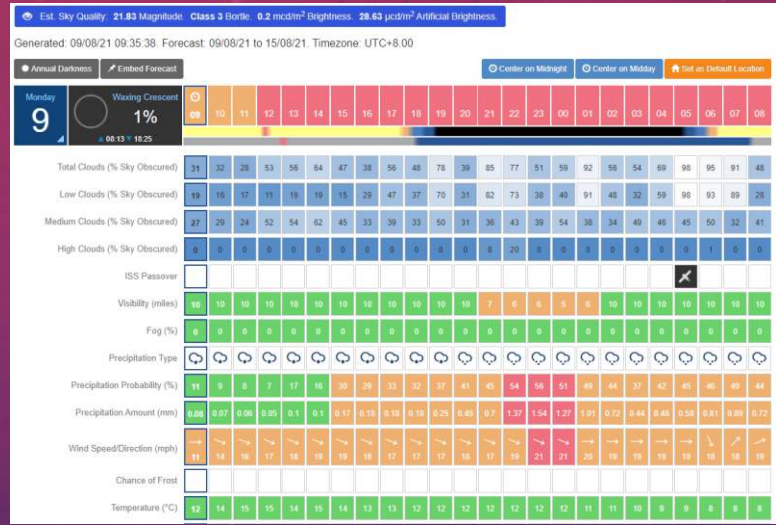 Est. Sky Quality: 21.83 Magnitude. Class 3 Bortle. 0.2 mcd/m² Brightness. 28.63 μcd/m² Artificial Brightness.
Generated: 09/08/21 09:35:38. Forecast: 09/08/21 to 15/08/21. Timezone: UTC+8.00
Annual Darkness Embed Forecast Center on Midnight Center on Midday Set as Default Location
Monday 9 Waxing Crescent 1% 08:13 18:25
09 10 11 12 13 14 15 16 17 18 19 20 21 22 23 00 01 02 03 04 05 06 07 08
Total Clouds (% Sky Obscured) 31 32 28 53 56 64 47 38 56 48 78 39 85 77 51 59 92 56 54 69 98 95 91 48
Low Clouds (% Sky Obscured) 19 16 17 11 19 19 15 29 47 37 70 31 82 73 38 40 91 48 32 59 98 93 89 28
Medium Clouds (% Sky Obscured) 27 29 24 52 54 62 45 33 39 33 50 31 36 43 39 54 38 34 49 46 45 50 32 41
High Clouds (% Sky Obscured) 0 0 0 0 0 0 0 0 0 0 0 0 8 20 0 0 0 0 0 0 0 1 0 0
ISS Passover
Visibility (miles) 10 10 10 10 10 10 10 10 10 10 10 10 7 6 6 5 6 10 10 10 10 10 10 10
Fog (%) 0 0 0 0 0 0 0 0 0 0 0 0 0 0 0 0 0 0 0 0 0 0 0 0
Precipitation Type
Precipitation Probability (%) 11 9 8 7 17 16 30 29 33 32 37 41 45 54 56 51 49 44 37 42 45 46 49 44
Precipitation Amount (mm) 0.08 0.07 0.06 0.05 0.1 0.1 0.17 0.18 0.18 0.18 0.25 0.45 0.7 1.37 1.54 1.27 1.01 0.72 0.44 0.46 0.58 0.81 0.89 0.72
Wind Speed/Direction (mph) 11 14 16 17 18 19 19 18 17 16 16 17 19 21 21 20 19 19 19 19 18 18 19
Chance of Frost
Temperature (°C) 12 14 15 15 14 15 14 13 13 12 12 12 12 12 12 12 11 11 10 9 9 8 8 8